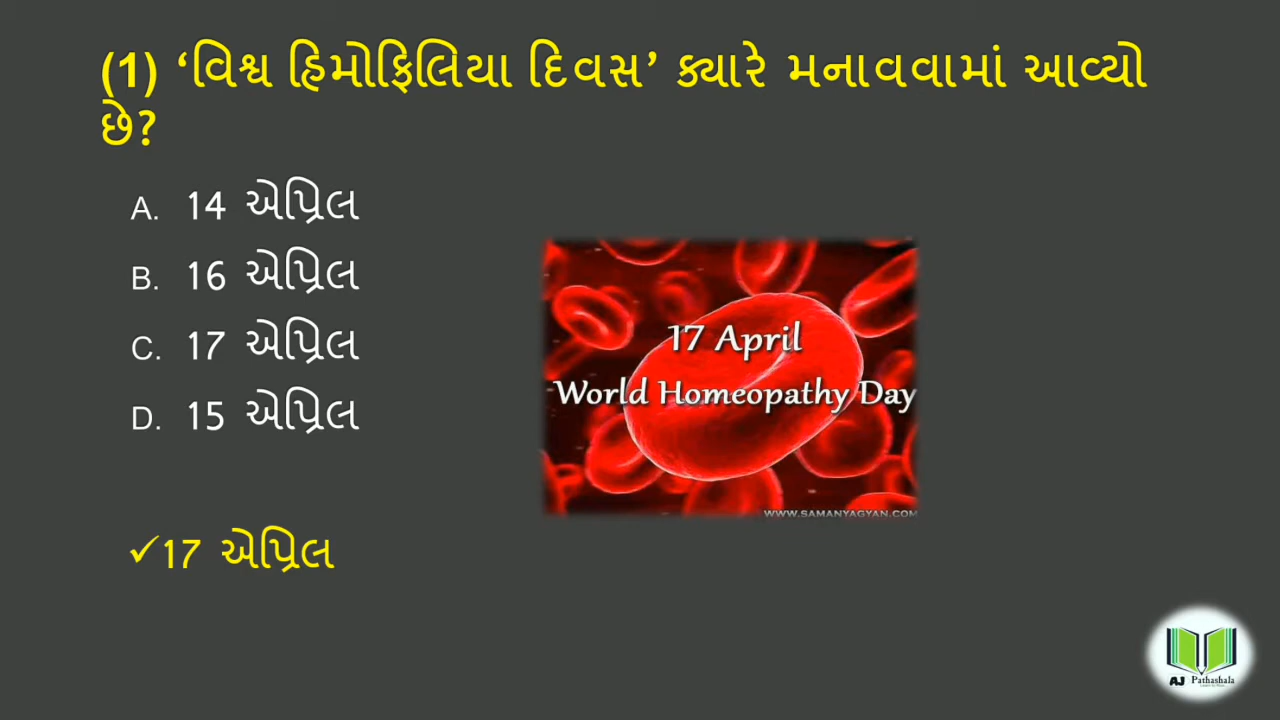 (1) ‘વિશ્વ હિમોફિલિયા દિવસ’ ક્યારે મનાવવામાં આવ્યો
છે?
A. 14 એપ્રિલ
B. 16 એપ્રિલ
C. 17 એપ્રિલ
D. 15 એપ્રિલ
17 April
World Homeopathy Day
WWW.SAMANYAGYAN.COM
✓17 એપ્રિલ
AJ Pathashala